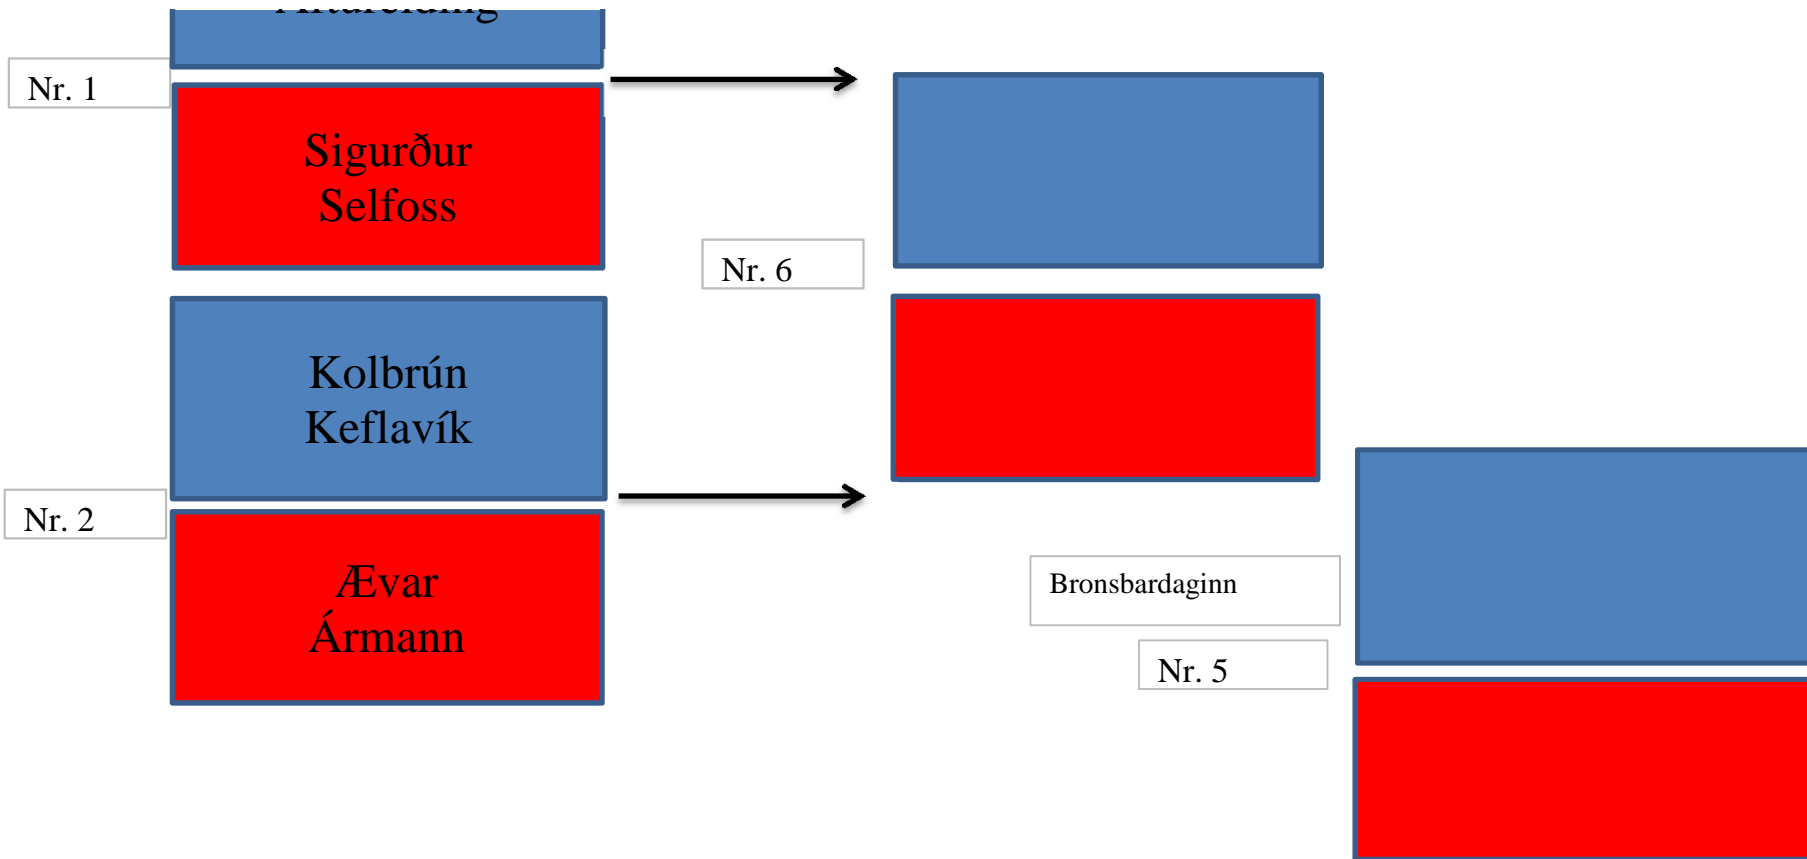 Nr. 1
Sigurður
Selfoss
Nr. 6
Kolbrún
Keflavík
Nr. 2
Ævar
Ármann
Bronsbardaginn
Nr. 5